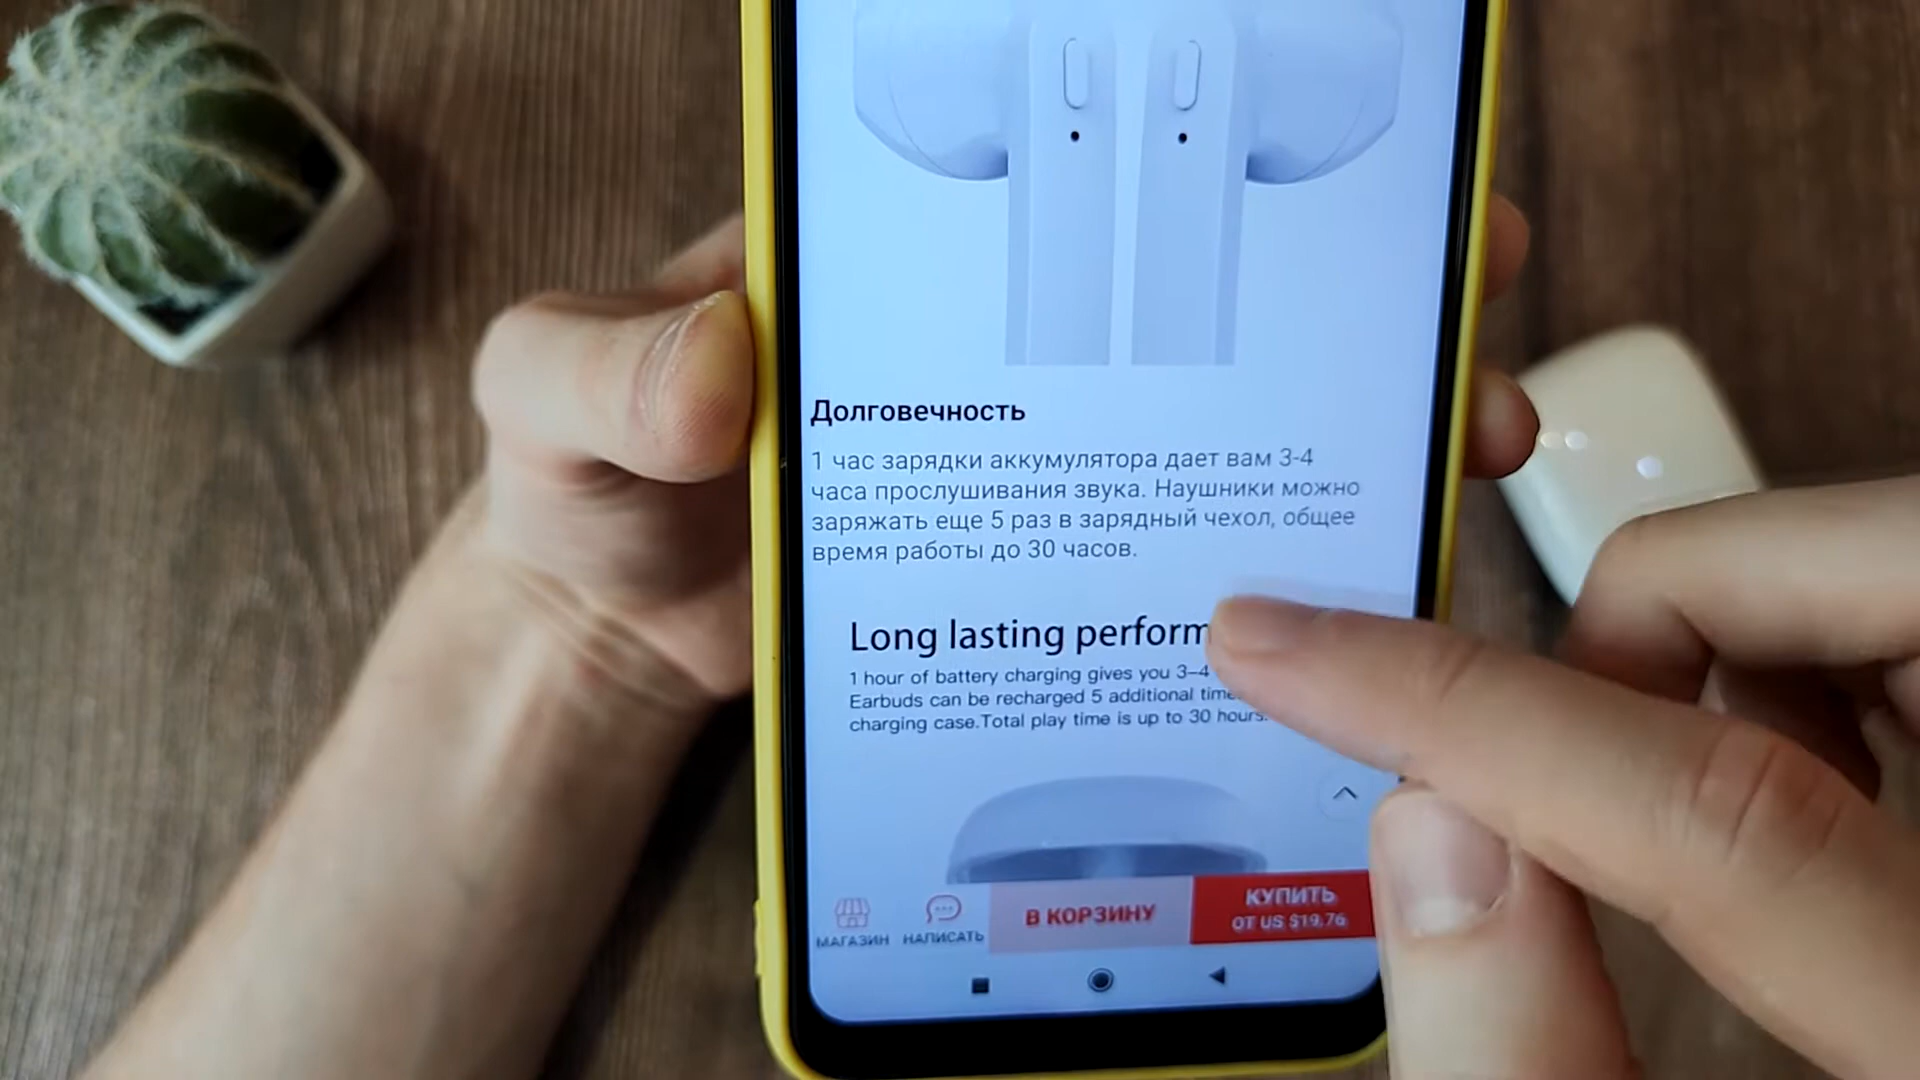 Долговечность
1 час зарядки аккумулятора дает вам 3-4
часа прослушивания звука. Наушники можно
заряжать еще 5 раз в зарядный чехол, общее
время работы до 30 часов.
Long lasting perform
1 hour of battery charging gives you 3–4
Earbuds can be recharged 5 additional time
charging case.Total play time is up to 30 hours.
МАГАЗИН
НАПИСАТЬ
В КОРЗИНУ
КУПИТЬ
ОТ US $19.76